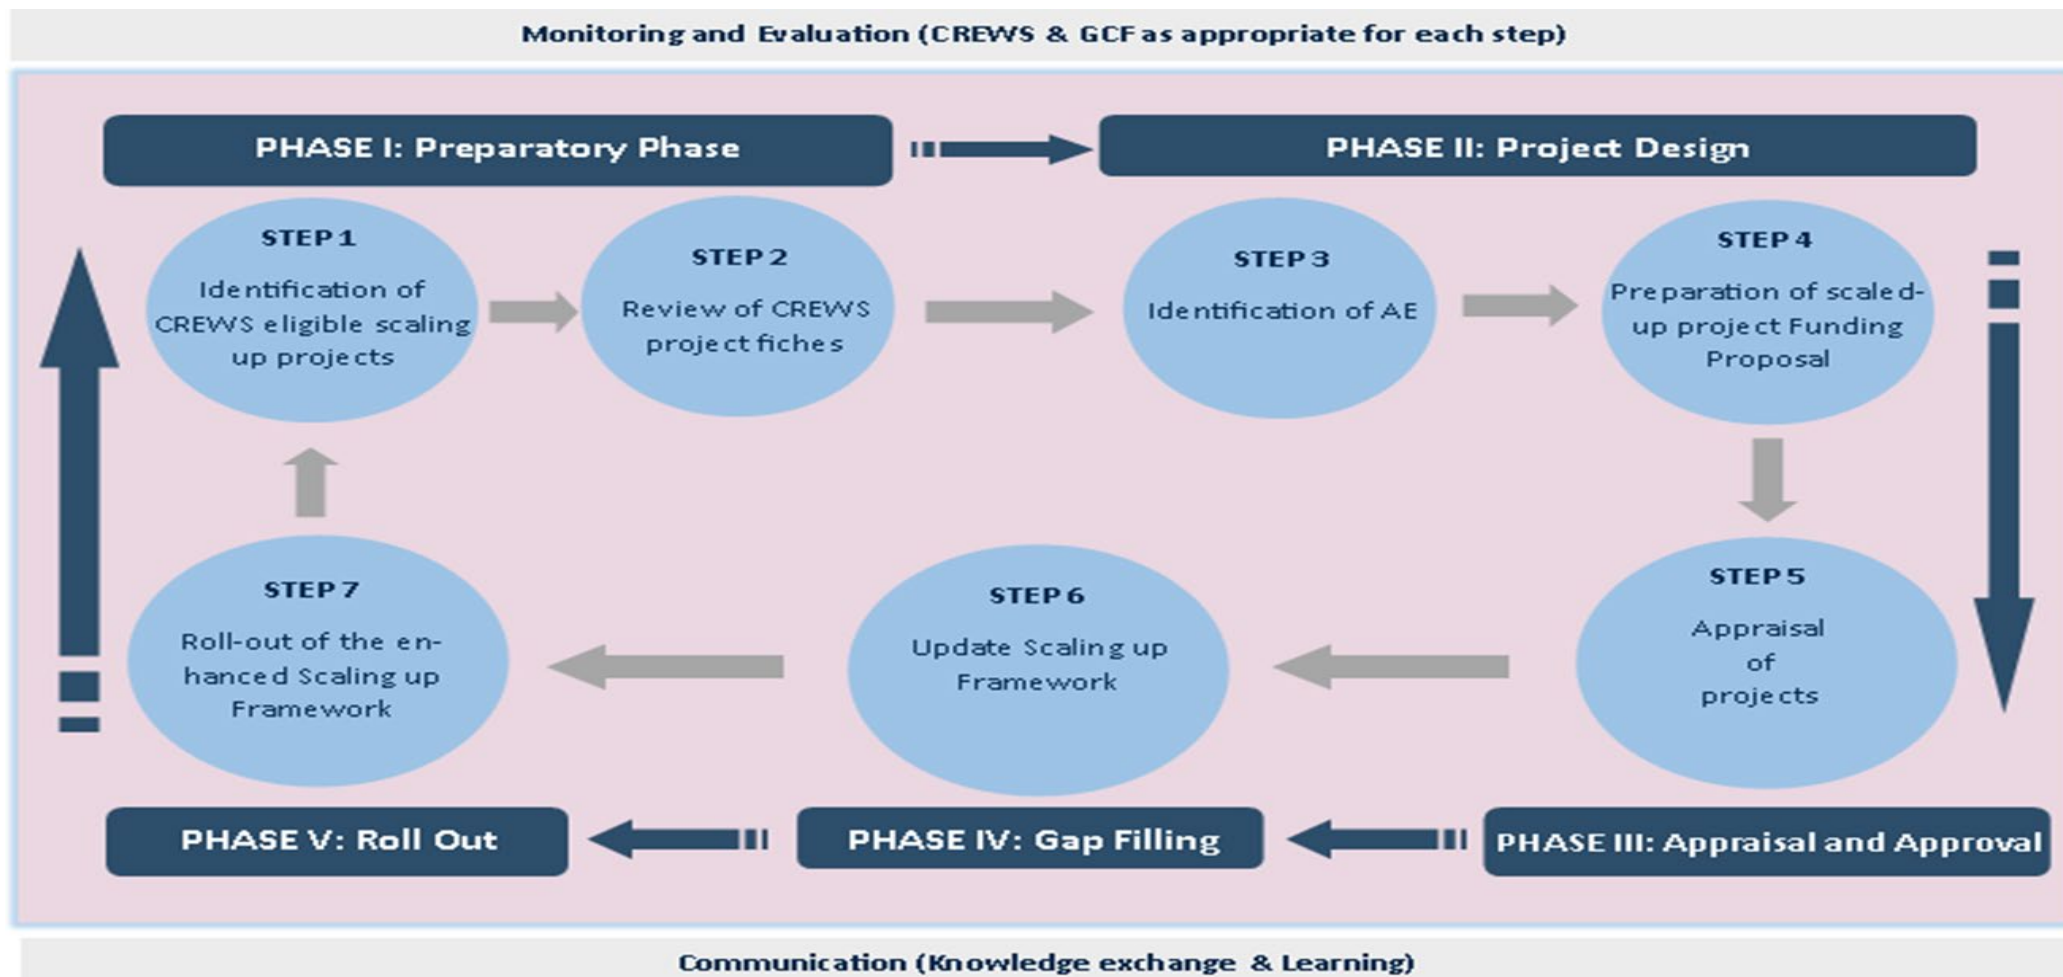 Monitoring and Evaluation (CREWS & GCF as appropriate for each step)
PHASE I: Preparatory Phase
PHASE II: Project Design
STEP 1
Identification of
CREWS eligible scaling
up projects
STEP 2
Review of CREWS
project fiches
STEP 3
Identification of AE
STEP 4
Preparation of scaled-
up project Funding
Proposal
STEP 5
Appraisal
of
projects
STEP 6
Update Scaling up
Framework
STEP 7
Roll-out of the en-
hanced Scaling up
Framework
PHASE V: Roll Out
PHASE IV: Gap Filling
PHASE III: Appraisal and Approval
Communication (Knowledge exchange & Learning)